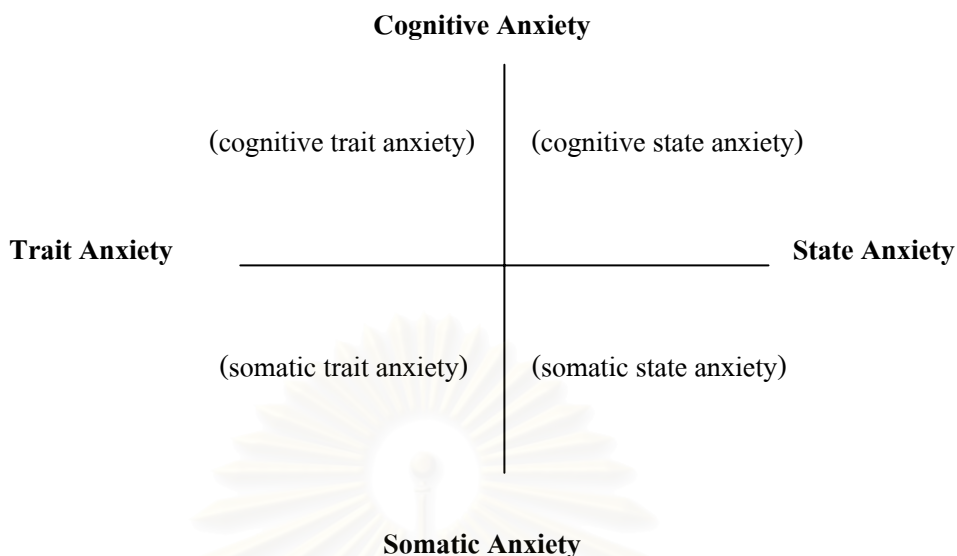 Cognitive Anxiety
(cognitive trait anxiety) (cognitive state anxiety)
Trait Anxiety State Anxiety
(somatic trait anxiety) (somatic state anxiety)
Somatic Anxiety